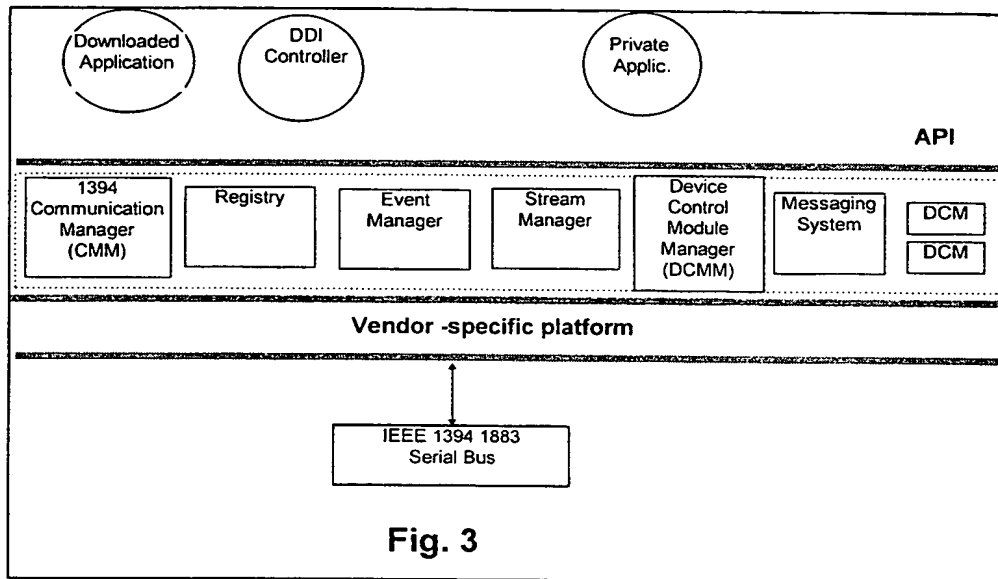 Downloaded
Application
DDI
Controller
Private
Applic.
API
1394
Communication
Manager
(CMM)
Registry
Event
Manager
Stream
Manager
Device
Control
Module
Manager
(DCMM)
Messaging
System
DCM
DCM
Vendor -specific platform
IEEE 1394 1883
Serial Bus
Fig. 3